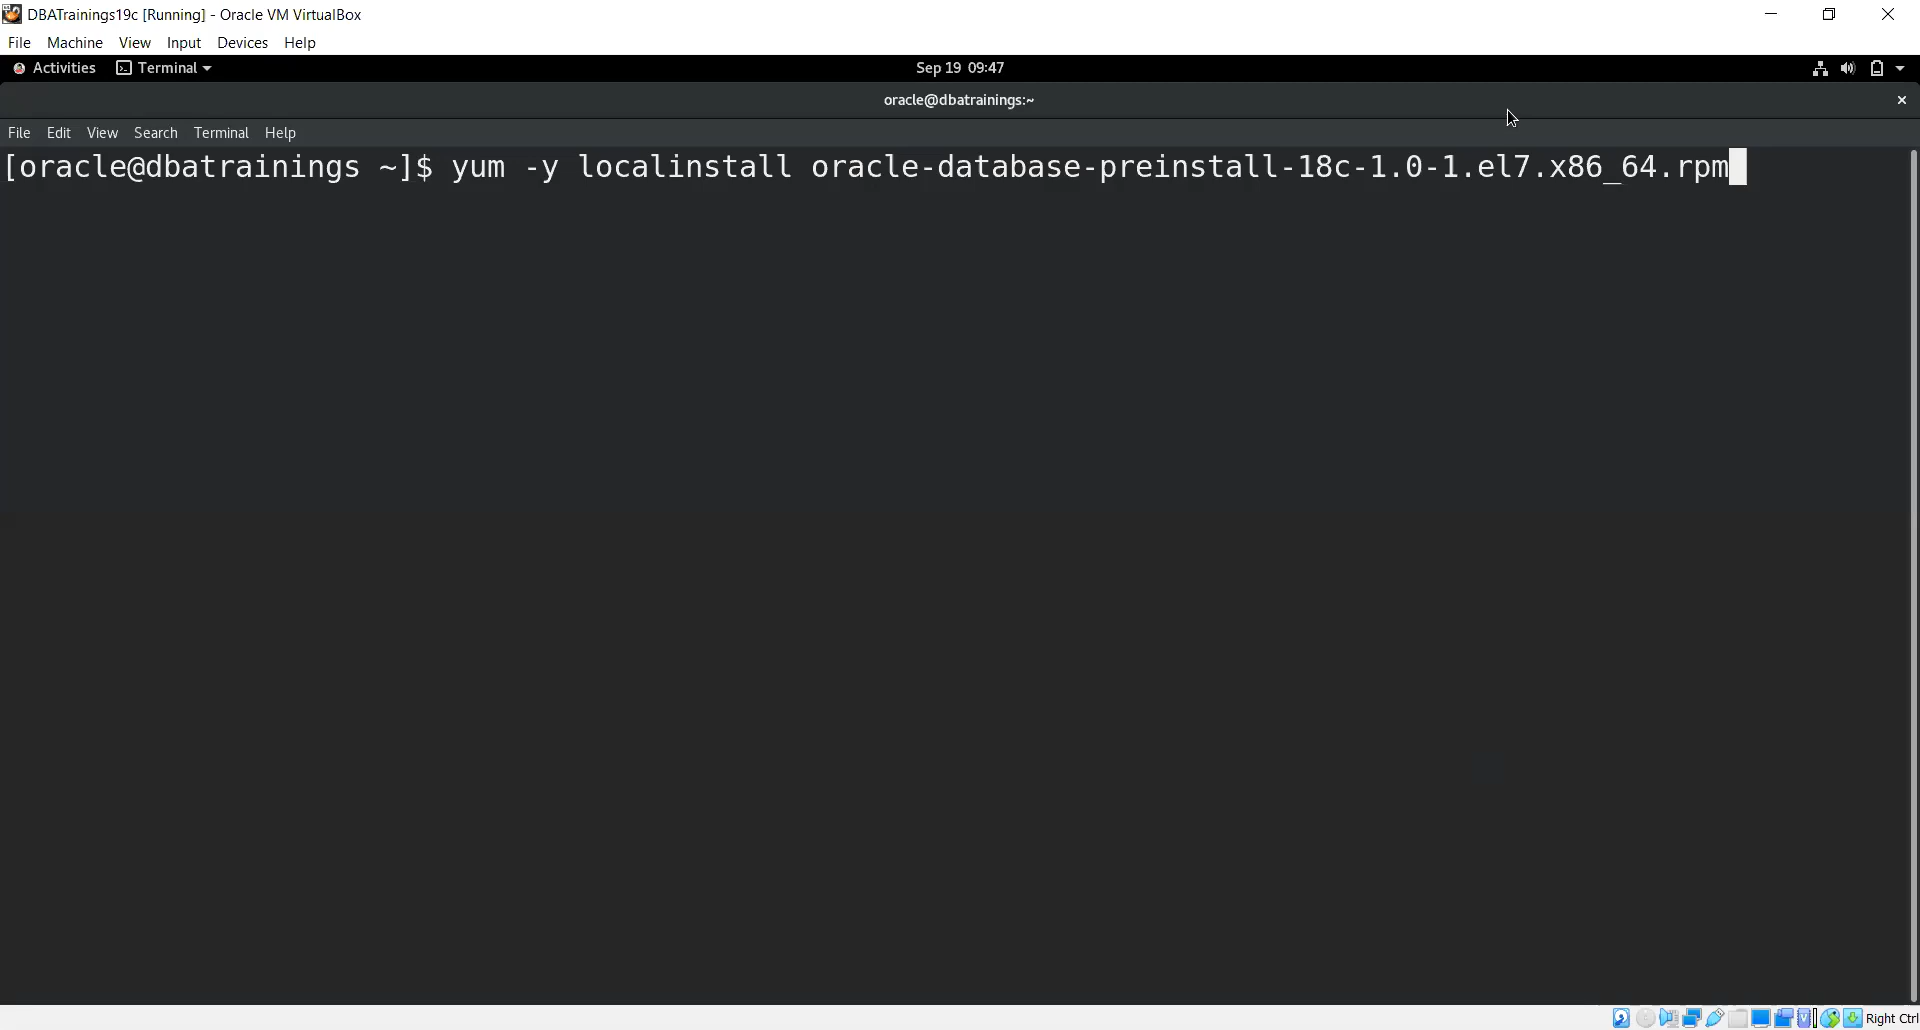 DBATrainings19c [Running] - Oracle VM VirtualBox
File Machine View Input Devices Help
Activities Terminal Sep 19 09:47
oracle@dbatrainings:~
File Edit View Search Terminal Help
[oracle@dbatrainings ~]$ yum -y localinstall oracle-database-preinstall-18c-1.0-1.el7.x86_64.rpm
Right Ctrl